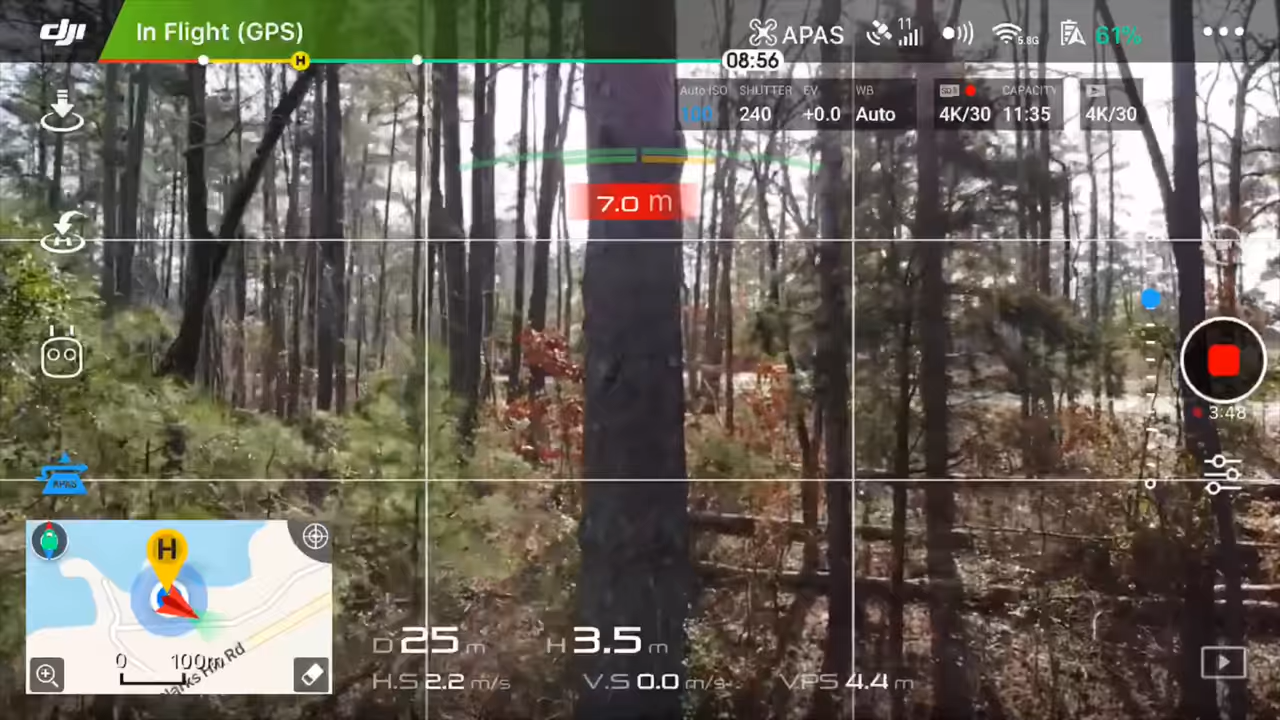 dji In Flight (GPS) APAS 11 5.8G 61%
H 08:56
Auto ISO SHUTTER EV WB CAPACITY
100 240 +0.0 Auto 4K/30 11:35 4K/30
7.0 m
3:48
APAS
H
0 100m
Rd
D 25 m H 3.5 m
H.S 2.2 m/s V.S 0.0 m/s VPS 4.4 m